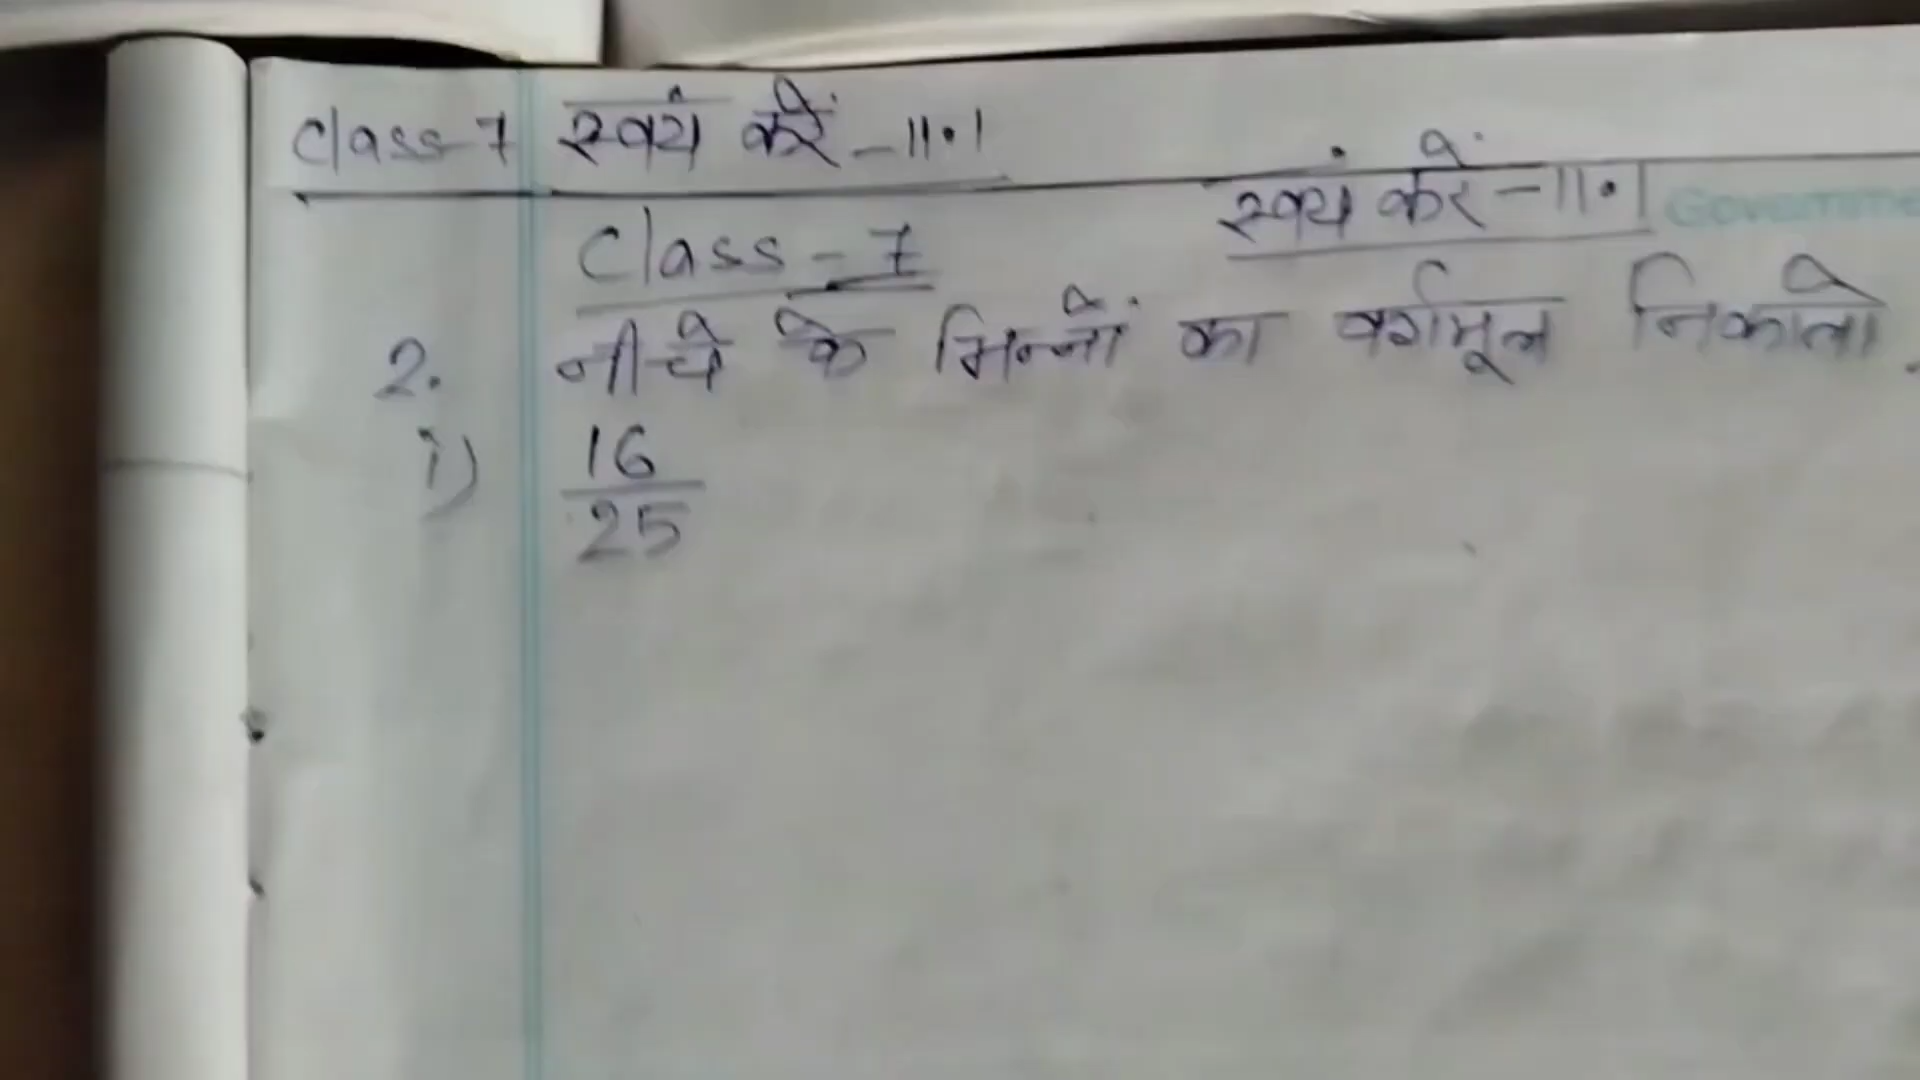 Class-7 स्वयं करें - 11.1
स्वयं करें - 11.1
Class - 7
2. नीचे के भिन्नों का वर्गमूल निकालो
i) 16
25